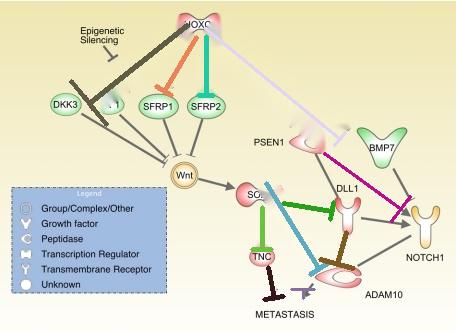 Epigenetic
Silencing
DKK3
SFRP1
SFRP2
PSEN1
BMP7
Wnt
DLL1
NOTCH1
TNC
ADAM10
METASTASIS
Legend
Group/Complex/Other
Growth factor
Peptidase
Transcription Regulator
Transmembrane Receptor
Unknown